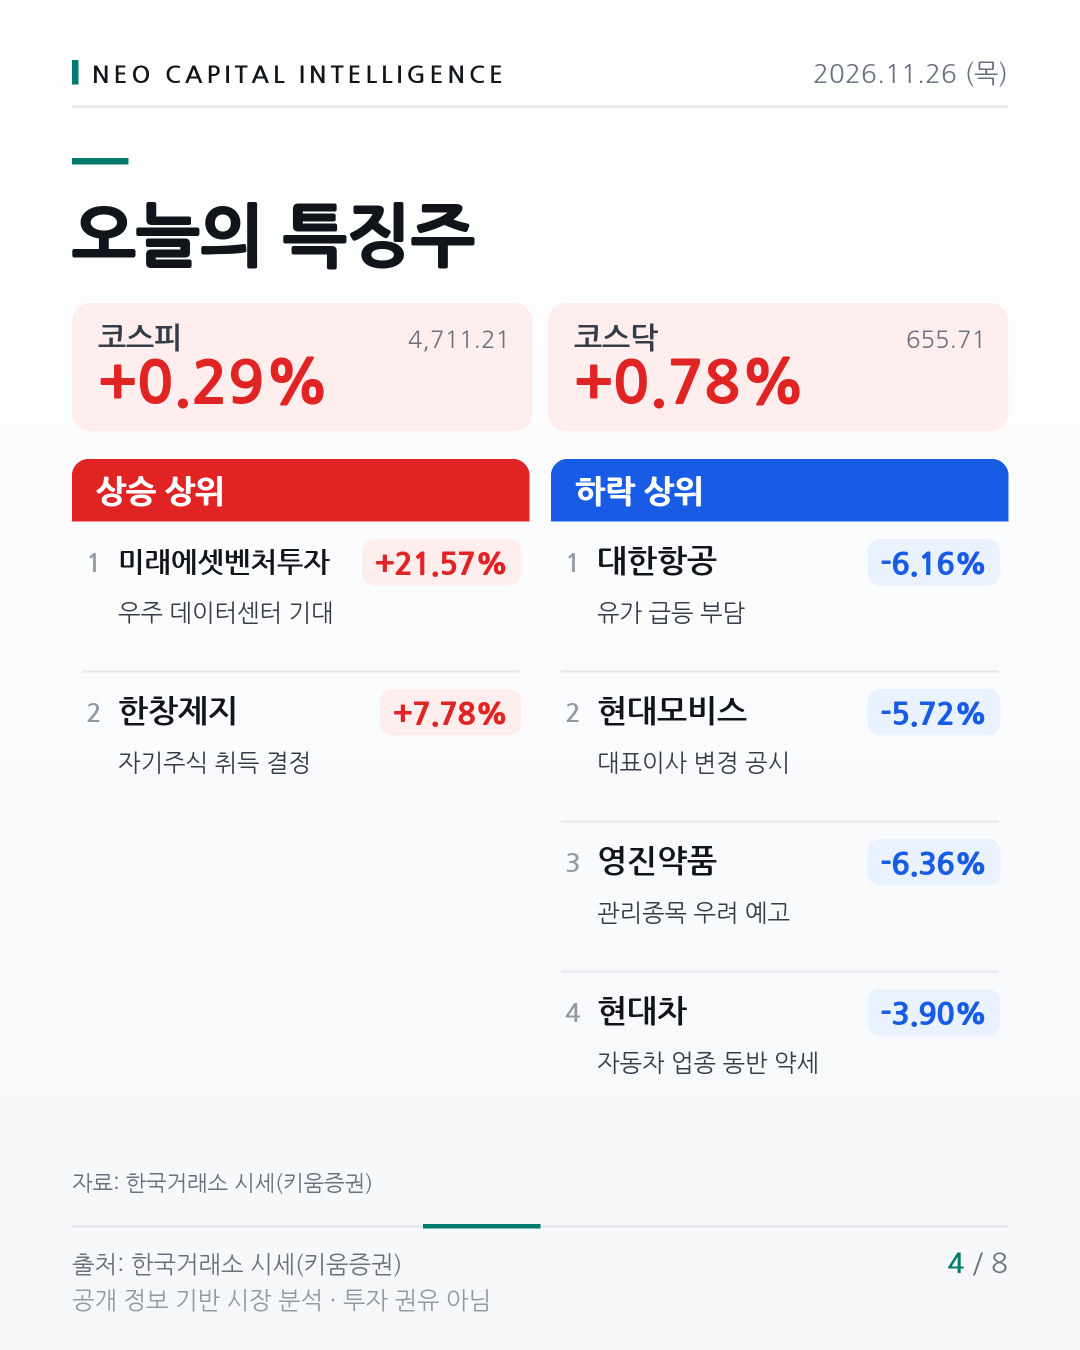 NEO CAPITAL INTELLIGENCE
2026.11.26 (목)
오늘의 특징주
코스피 4,711.21
+0.29%
코스닥 655.71
+0.78%
상승 상위
1 미래에셋벤처투자 +21.57%
우주 데이터센터 기대
2 한창제지 +7.78%
자기주식 취득 결정
하락 상위
1 대한항공 -6.16%
유가 급등 부담
2 현대모비스 -5.72%
대표이사 변경 공시
3 영진약품 -6.36%
관리종목 우려 예고
4 현대차 -3.90%
자동차 업종 동반 약세
자료: 한국거래소 시세(키움증권)
출처: 한국거래소 시세(키움증권)
4 / 8
공개 정보 기반 시장 분석 · 투자 권유 아님